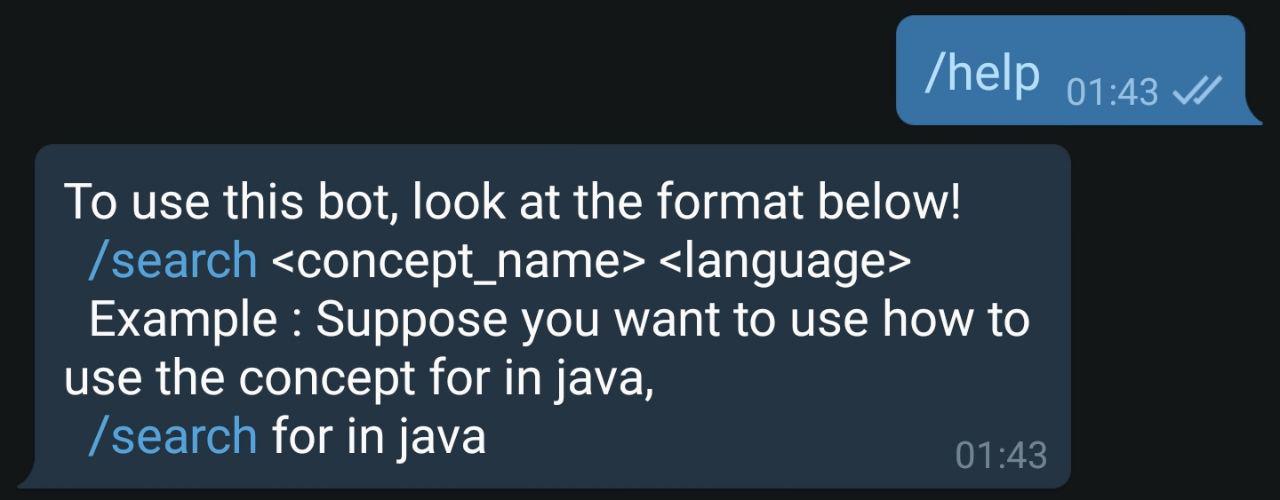 /help 01:43
To use this bot, look at the format below!
/search <concept_name> <language>
Example : Suppose you want to use how to
use the concept for in java,
/search for in java
01:43